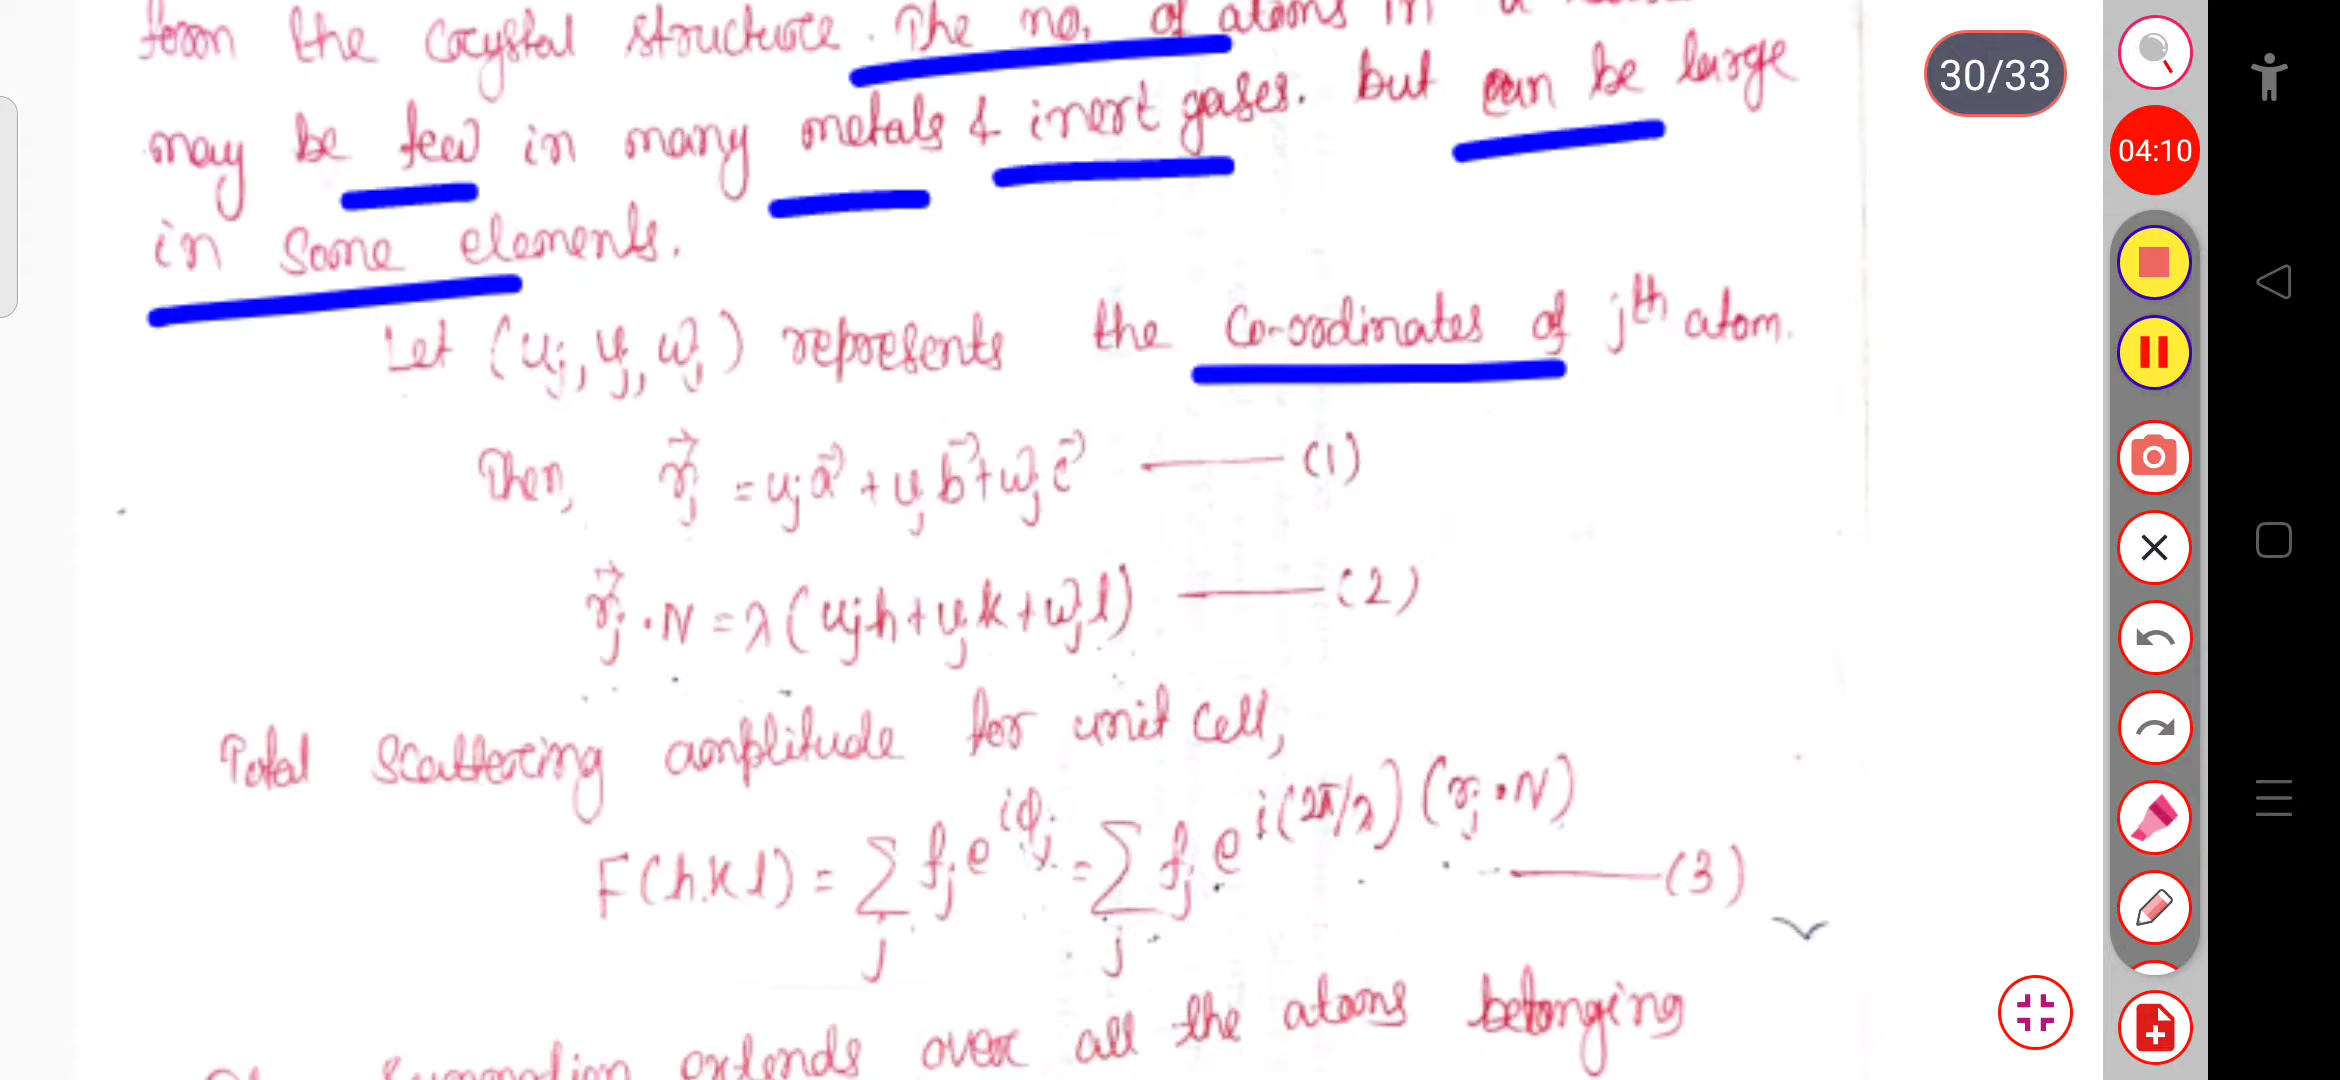 form the crystal structure. The no. of atoms in a
may be few in many metals & inert gases. but can be large
in some elements.
Let (uj, vj, wj) represents the co-ordinates of jth atom.
Then, r⃗j = uj a⃗ + vj b⃗ + wj c⃗ —— (1)
r⃗j · N = λ (uj h + vj k + wj l) —— (2)
Total scattering amplitude for unit cell,
F(h.k l) = Σj fj e^iφj = Σj fj e^i(2π/λ)(rj · N) —— (3)
summation extends over all the atoms belonging
30/33
04:10